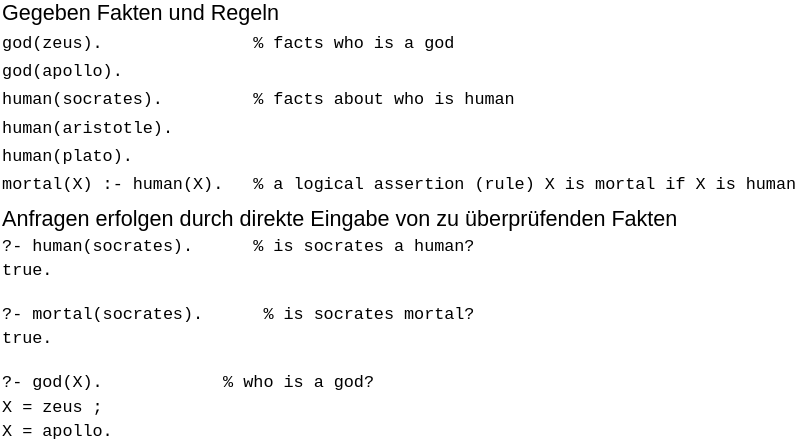 Gegeben Fakten und Regeln
god(zeus).               % facts who is a god
god(apollo).
human(socrates).         % facts about who is human
human(aristotle).
human(plato).
mortal(X) :- human(X).   % a logical assertion (rule) X is mortal if X is human
Anfragen erfolgen durch direkte Eingabe von zu überprüfenden Fakten
?- human(socrates).      % is socrates a human?
true.
?- mortal(socrates).      % is socrates mortal?
true.
?- god(X).            % who is a god?
X = zeus ;
X = apollo.